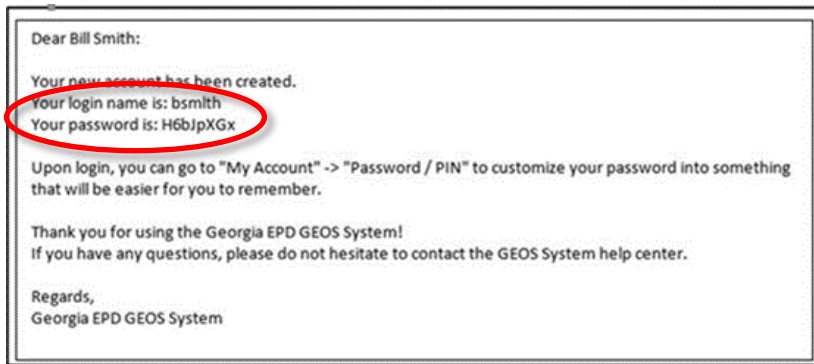 Dear Bill Smith:
Your new account has been created.
Your login name is: bsmlth
Your password is: H6bJpXGx
Upon login, you can go to "My Account" -> "Password / PIN" to customize your password into something
that will be easier for you to remember.
Thank you for using the Georgia EPD GEOS System!
If you have any questions, please do not hesitate to contact the GEOS System help center.
Regards,
Georgia EPD GEOS System